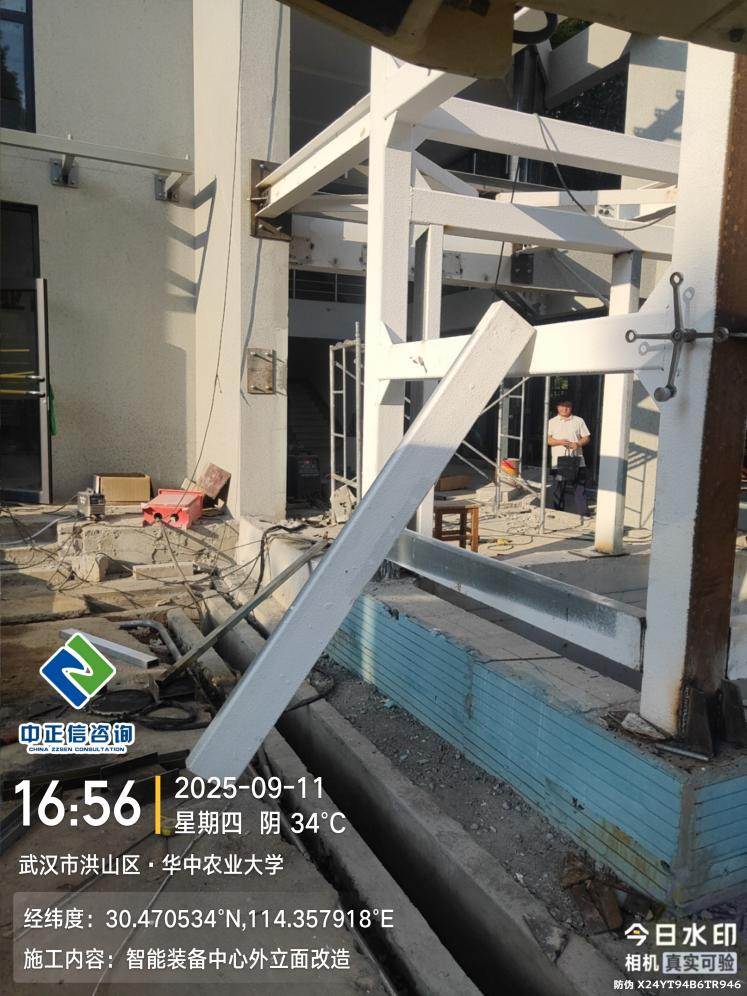 中正信咨询
CHINA ZZSEN CONSULTATION
16:56
2025-09-11
星期四 阴 34°C
武汉市洪山区·华中农业大学
经纬度：30.470534°N,114.357918°E
施工内容：智能装备中心外立面改造
今日水印
相机 真实可验
防伪 X24YT94B6TR946